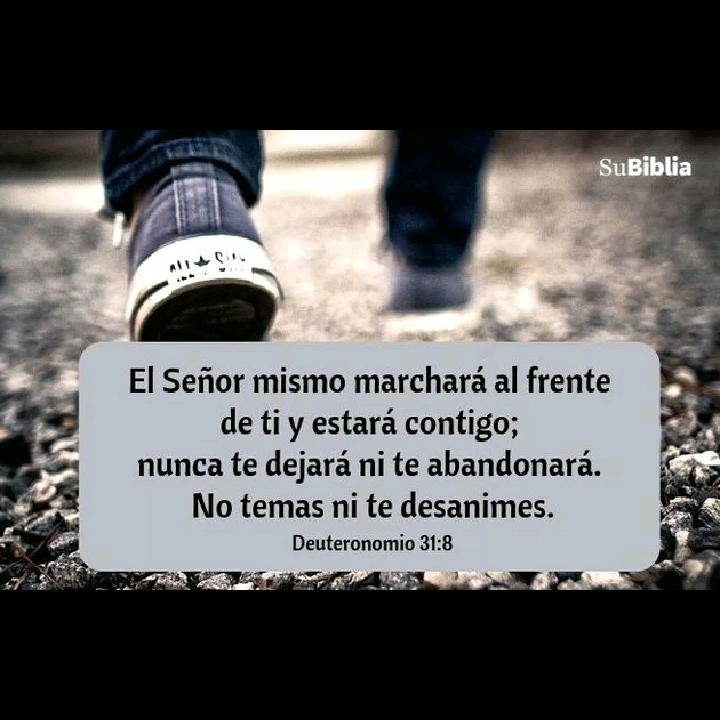 SuBiblia
El Señor mismo marchará al frente
de ti y estará contigo;
nunca te dejará ni te abandonará.
No temas ni te desanimes.
Deuteronomio 31:8